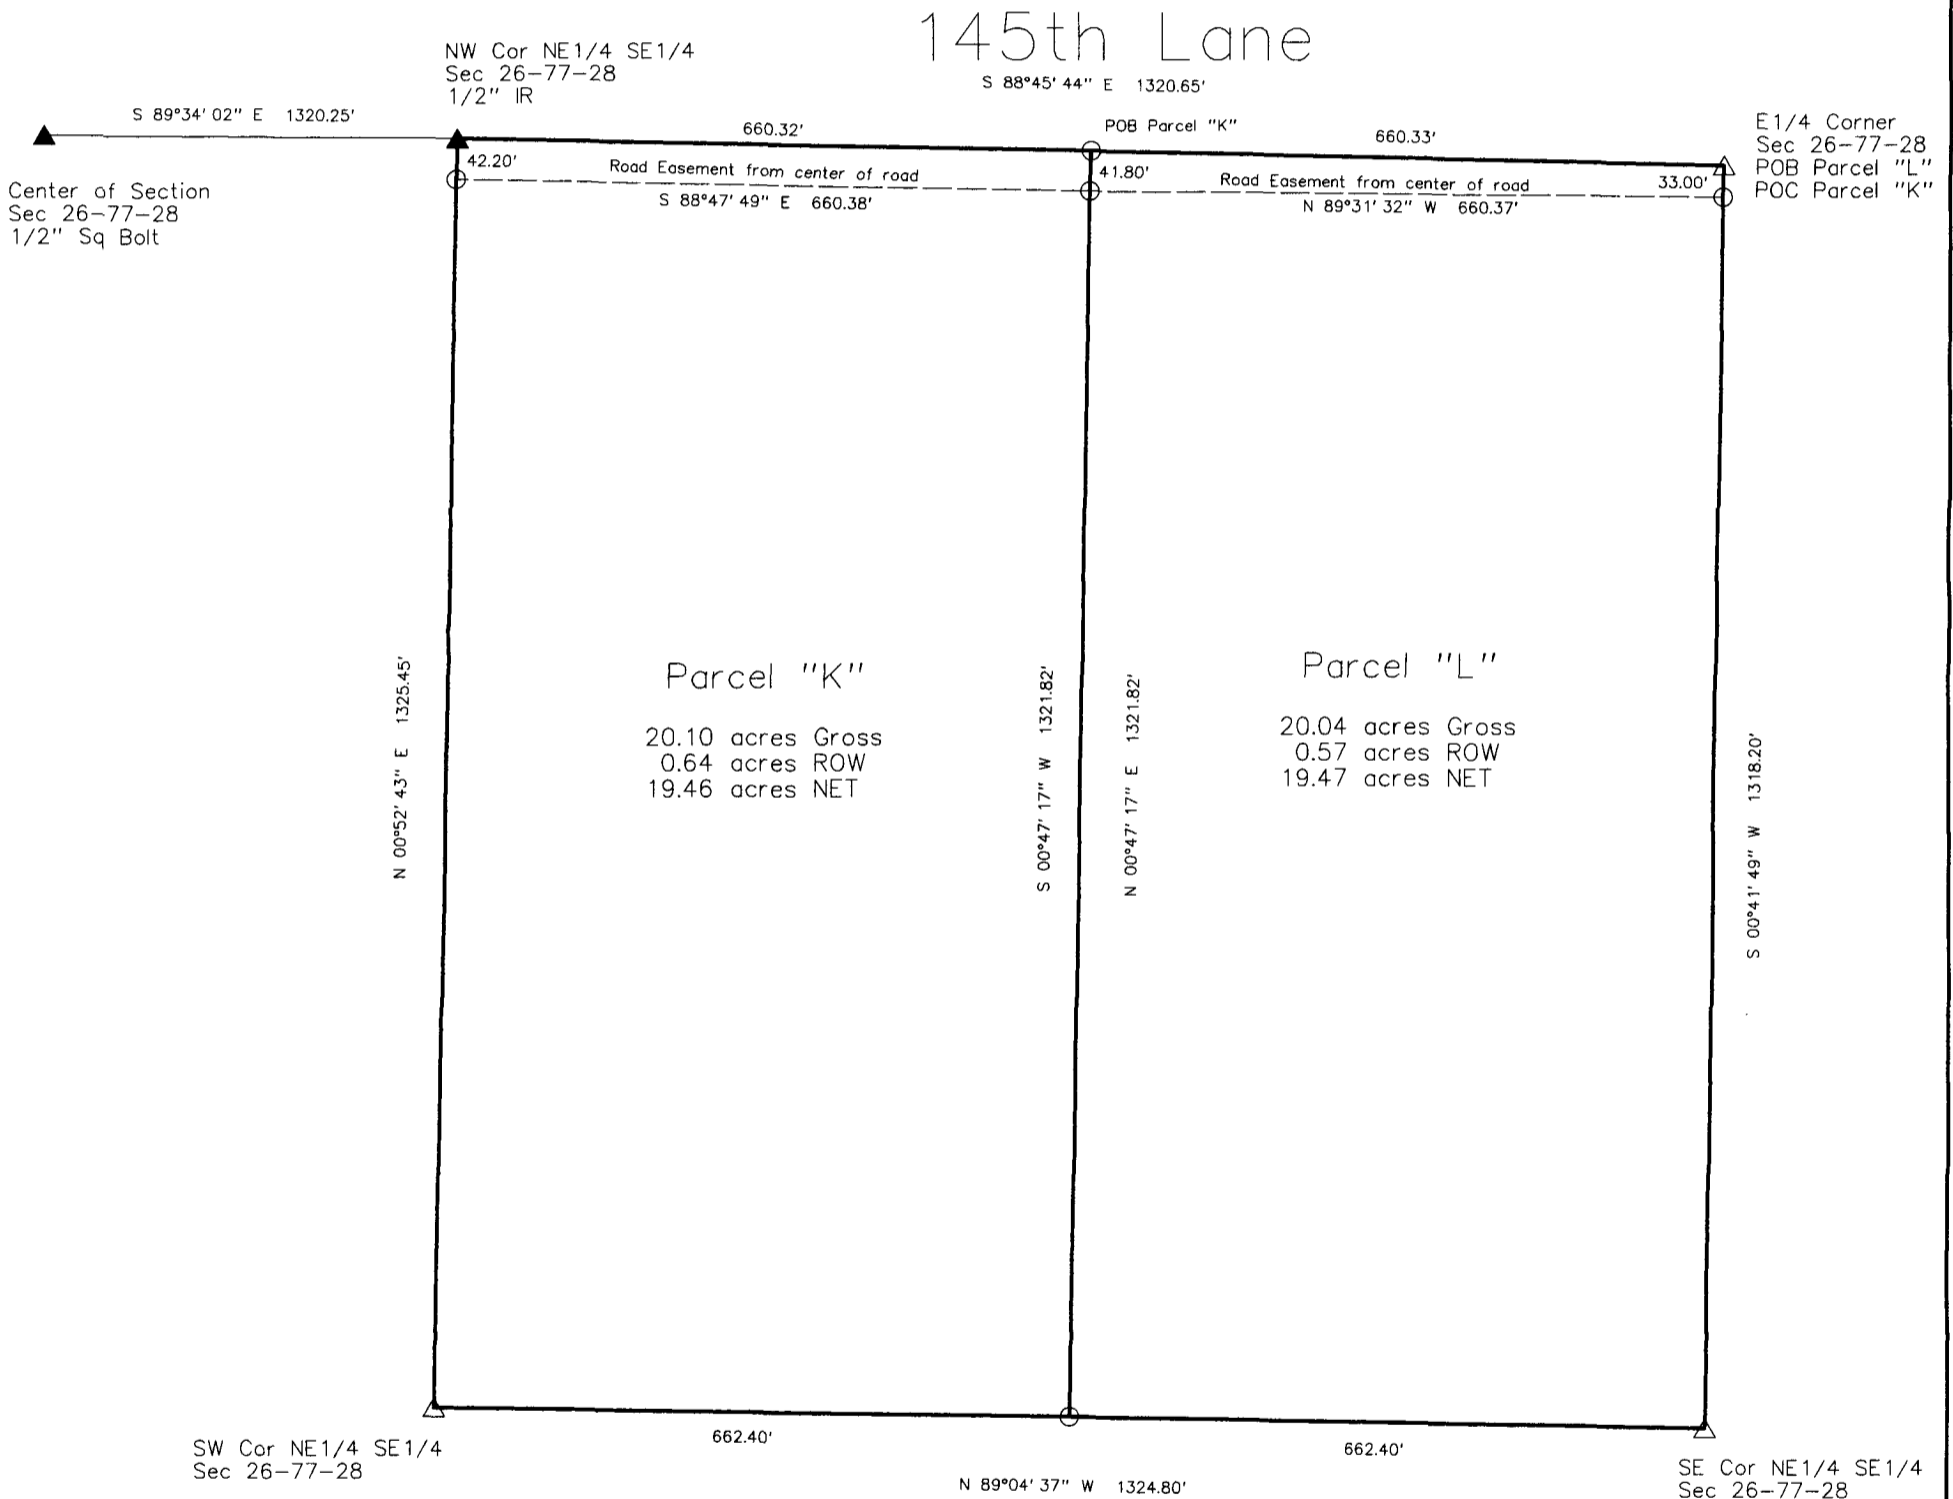 145th Lane
S 88°45' 44" E 1320.65'
NW Cor NE1/4 SE1/4
Sec 26-77-28
1/2" IR
S 89°34' 02" E 1320.25'
Center of Section
Sec 26-77-28
1/2" Sq Bolt
660.32'
POB Parcel "K"
660.33'
E1/4 Corner
Sec 26-77-28
POB Parcel "L"
POC Parcel "K"
42.20'
Road Easement from center of road
S 88°47' 49" E 660.38'
41.80'
Road Easement from center of road
33.00'
N 89°31' 32" W 660.37'
N 00°52' 43" E 1325.45'
Parcel "K"
20.10 acres Gross
0.64 acres ROW
19.46 acres NET
S 00°47' 17" W 1321.82'
N 00°47' 17" E 1321.82'
Parcel "L"
20.04 acres Gross
0.57 acres ROW
19.47 acres NET
S 00°41' 49" W 1318.20'
SW Cor NE1/4 SE1/4
Sec 26-77-28
662.40'
662.40'
N 89°04' 37" W 1324.80'
SE Cor NE1/4 SE1/4
Sec 26-77-28